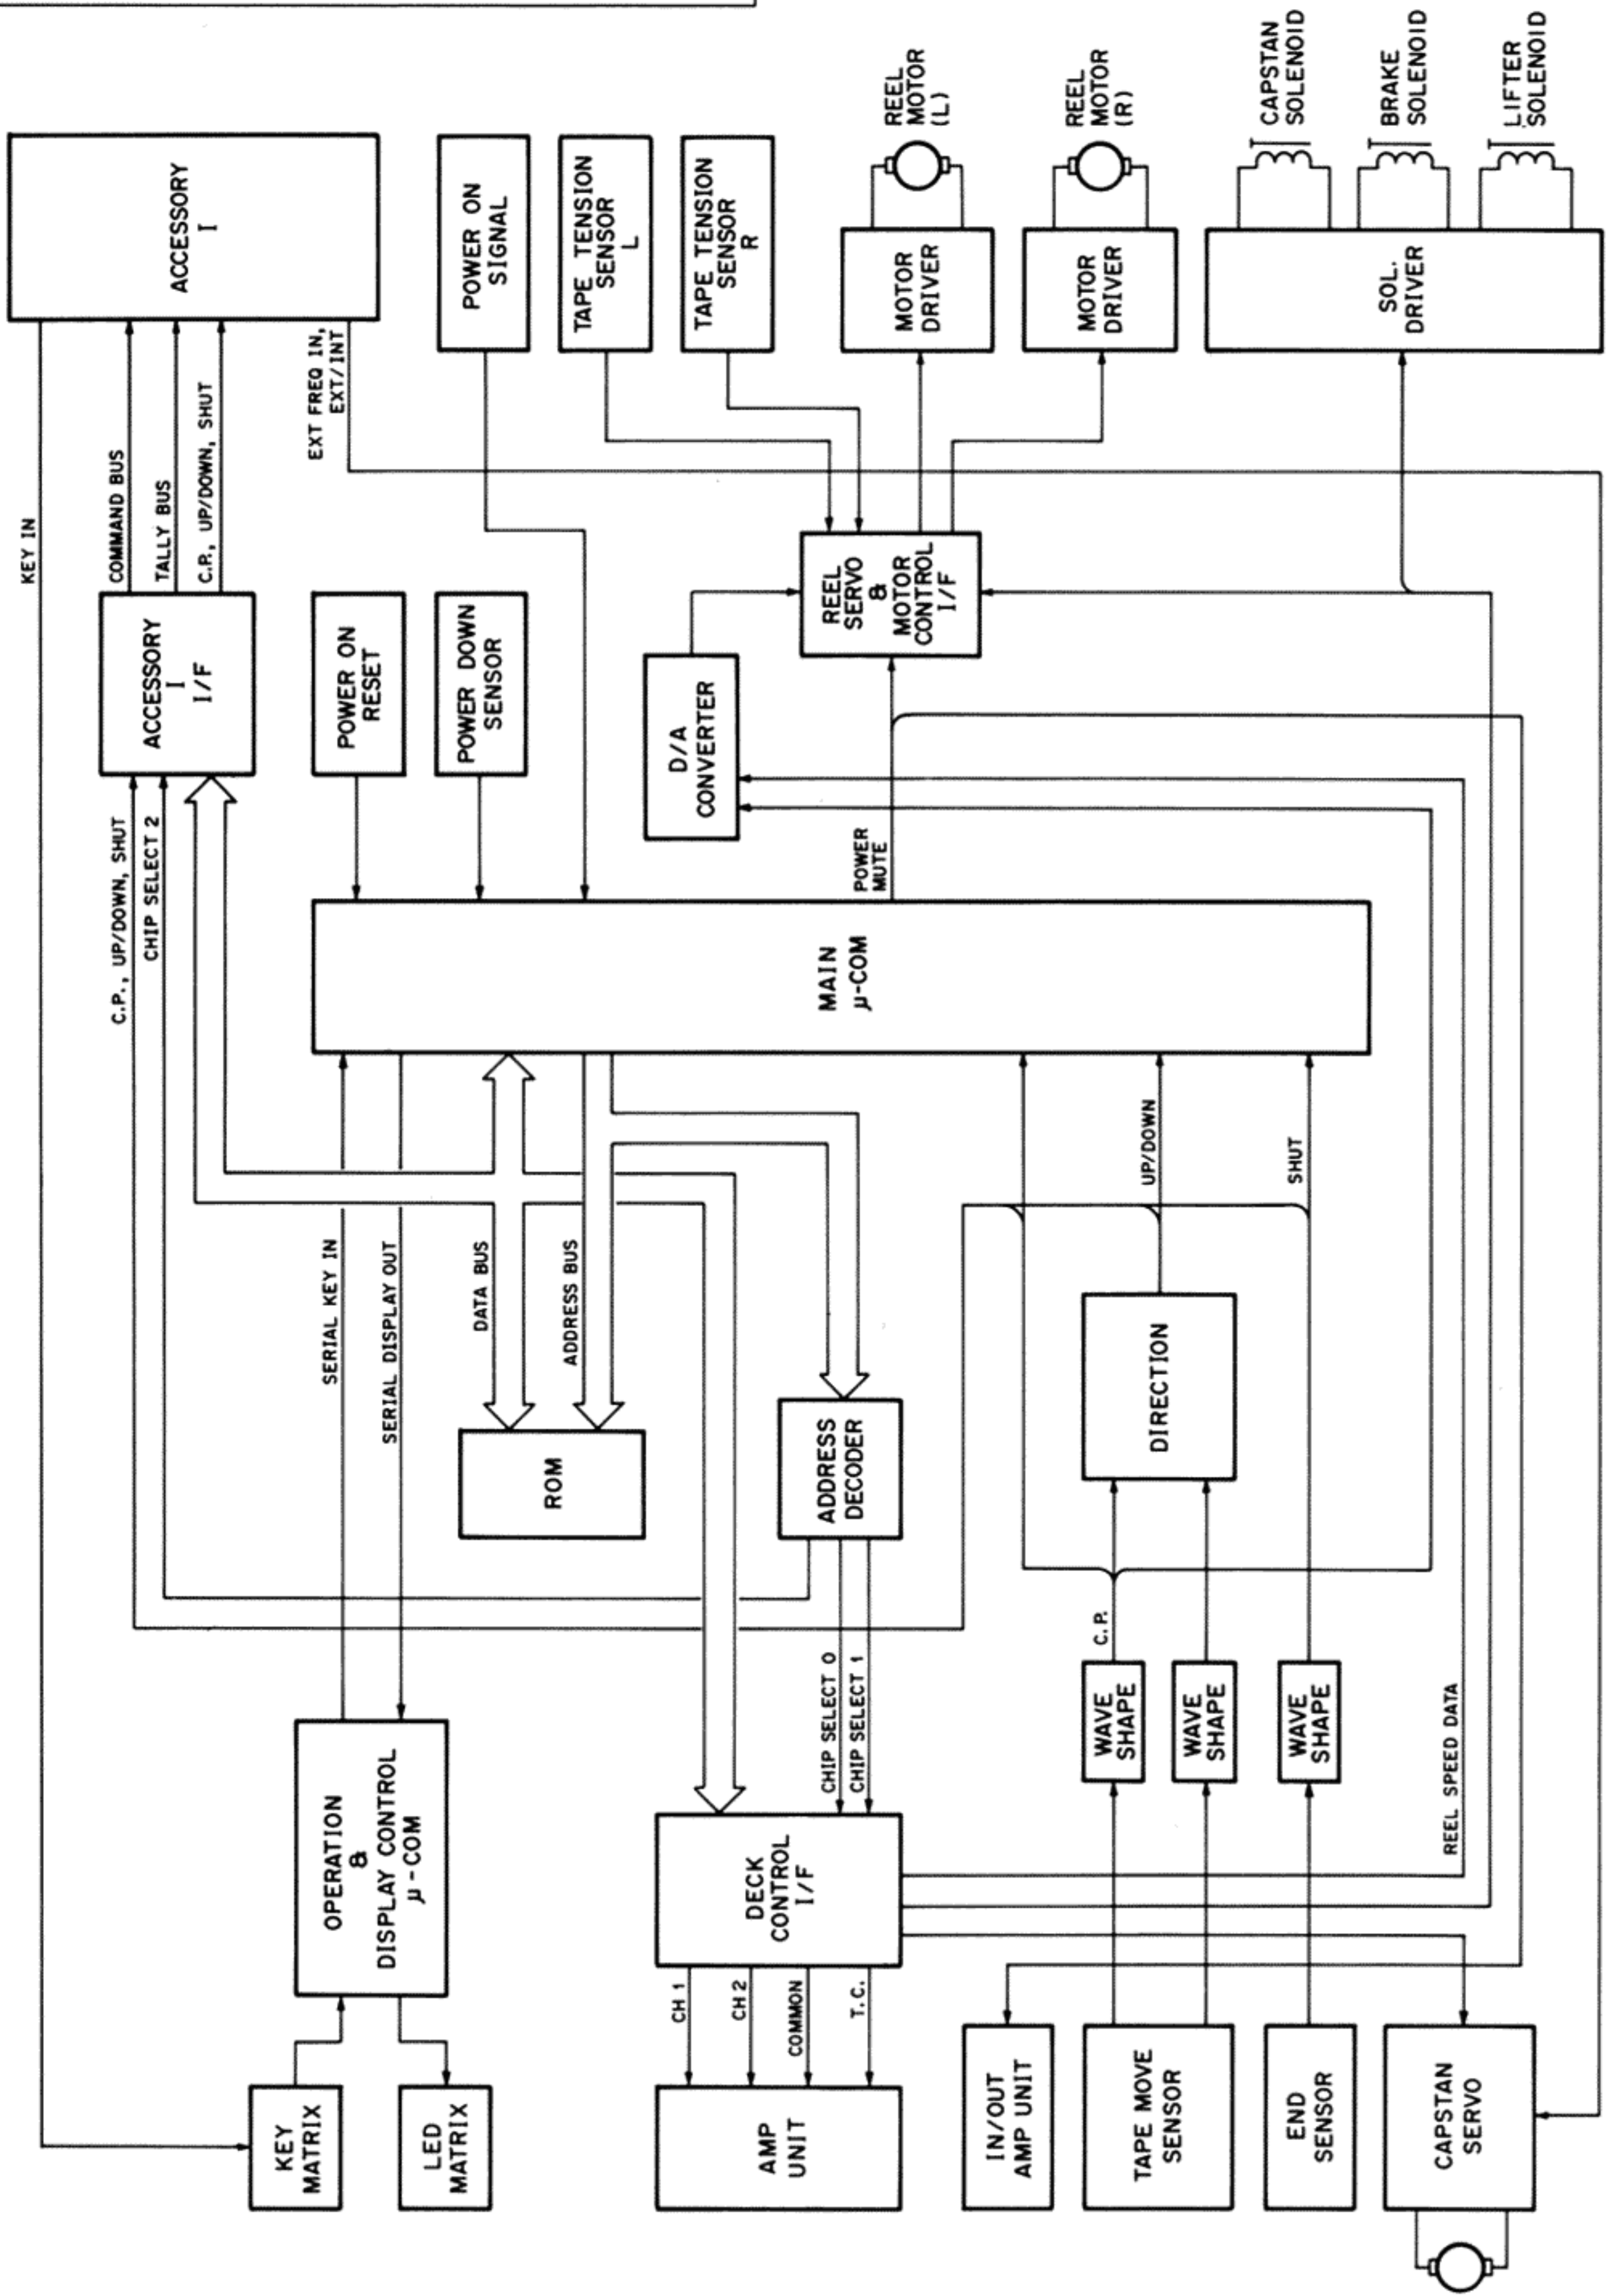 KEY
MATRIX
LED
MATRIX
AMP
UNIT
IN/OUT
AMP UNIT
TAPE MOVE
SENSOR
END
SENSOR
CAPSTAN
SERVO
CH 1
CH 2
COMMON
T.C.
OPERATION
&
DISPLAY CONTROL
μ-COM
DECK
CONTROL
I/F
WAVE
SHAPE
WAVE
SHAPE
WAVE
SHAPE
REEL SPEED DATA
CHIP SELECT 0
CHIP SELECT 1
C.P.
SERIAL KEY IN
SERIAL DISPLAY OUT
DATA BUS
ADDRESS BUS
ROM
ADDRESS
DECODER
DIRECTION
UP/DOWN
SHUT
MAIN
μ-COM
C.P., UP/DOWN, SHUT
CHIP SELECT 2
POWER
MUTE
ACCESSORY
I
I/F
POWER ON
RESET
POWER DOWN
SENSOR
D/A
CONVERTER
REEL
SERVO
&
MOTOR
CONTROL
I/F
KEY IN
COMMAND BUS
TALLY BUS
C.P., UP/DOWN, SHUT
EXT FREQ IN,
EXT/INT
ACCESSORY
I
POWER ON
SIGNAL
TAPE TENSION
SENSOR
L
TAPE TENSION
SENSOR
R
MOTOR
DRIVER
MOTOR
DRIVER
SOL.
DRIVER
REEL
MOTOR
(L)
REEL
MOTOR
(R)
CAPSTAN
SOLENOID
BRAKE
SOLENOID
LIFTER
SOLENOID